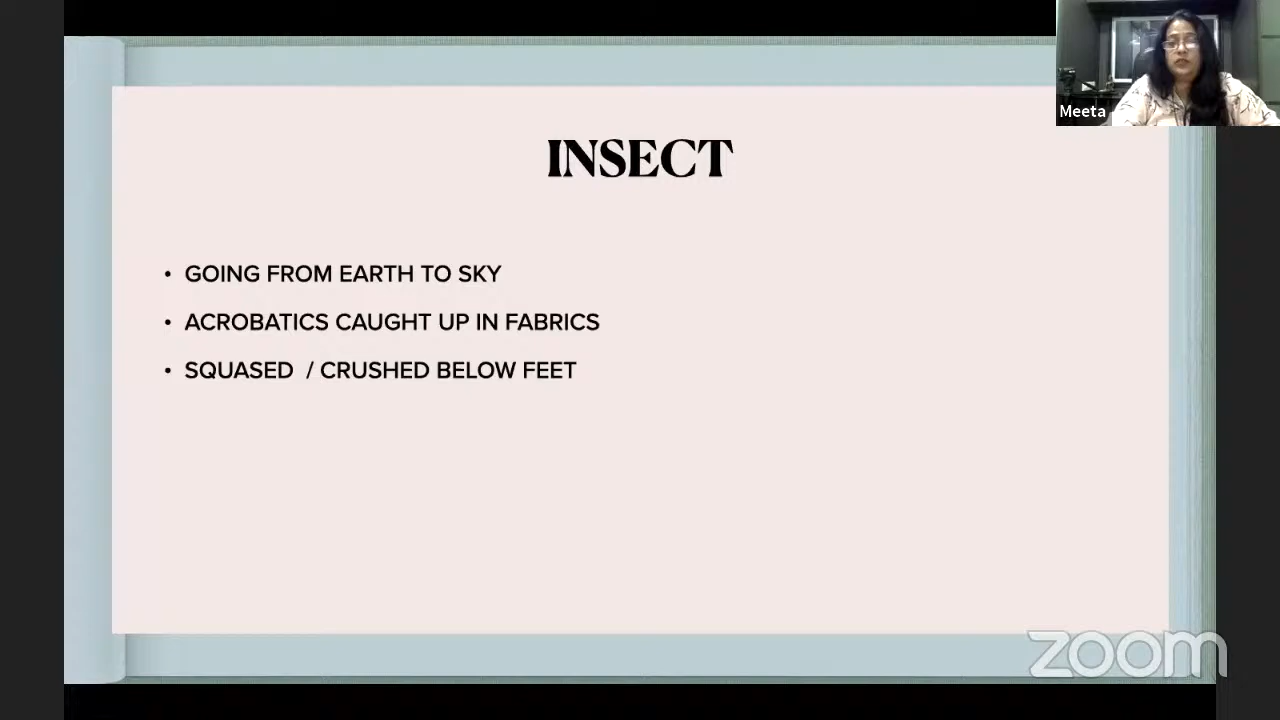 Meeta
INSECT
• GOING FROM EARTH TO SKY
• ACROBATICS CAUGHT UP IN FABRICS
• SQUASED / CRUSHED BELOW FEET
zoom